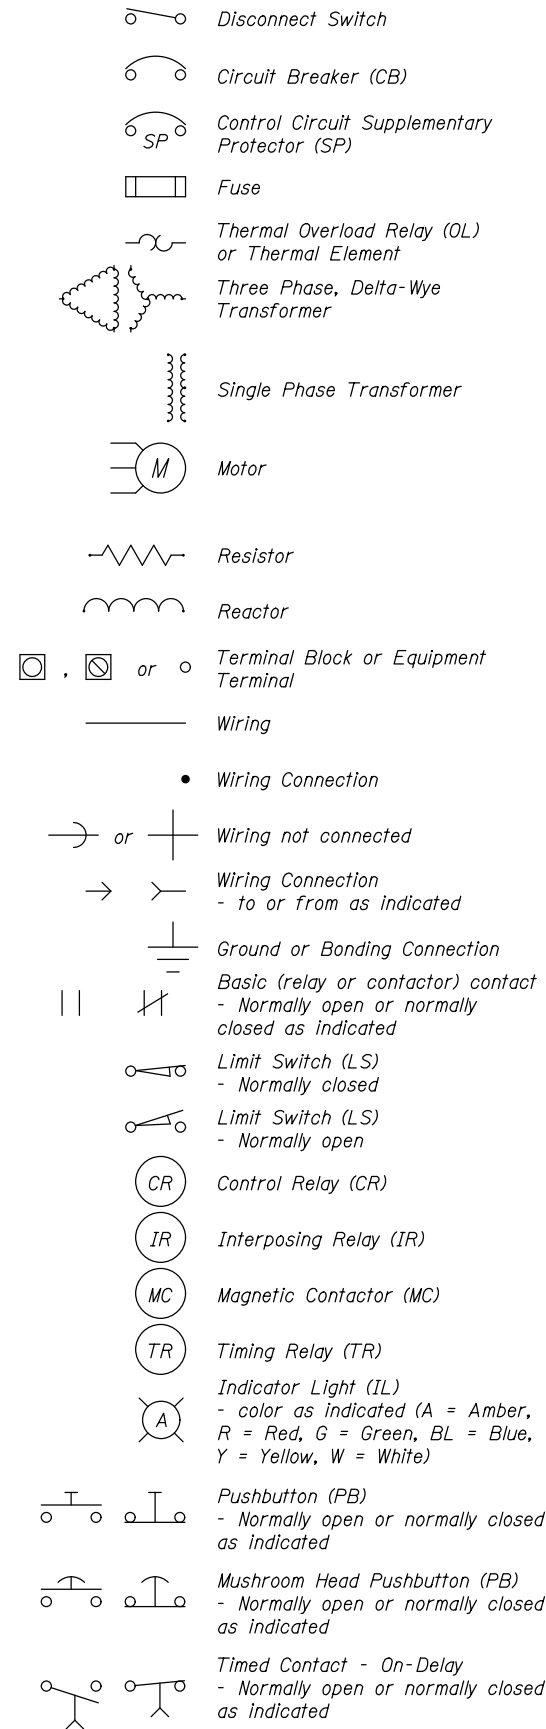 Disconnect Switch
Circuit Breaker (CB)
SP
Control Circuit Supplementary
Protector (SP)
Fuse
Thermal Overload Relay (OL)
or Thermal Element
Three Phase, Delta-Wye
Transformer
Single Phase Transformer
M
Motor
Resistor
Reactor
, or
Terminal Block or Equipment
Terminal
Wiring
Wiring Connection
or
Wiring not connected
Wiring Connection
- to or from as indicated
Ground or Bonding Connection
Basic (relay or contactor) contact
- Normally open or normally
closed as indicated
Limit Switch (LS)
- Normally closed
Limit Switch (LS)
- Normally open
CR
Control Relay (CR)
IR
Interposing Relay (IR)
MC
Magnetic Contactor (MC)
TR
Timing Relay (TR)
A
Indicator Light (IL)
- color as indicated (A = Amber,
R = Red, G = Green, BL = Blue,
Y = Yellow, W = White)
Pushbutton (PB)
- Normally open or normally closed
as indicated
Mushroom Head Pushbutton (PB)
- Normally open or normally closed
as indicated
Timed Contact - On-Delay
- Normally open or normally closed
as indicated